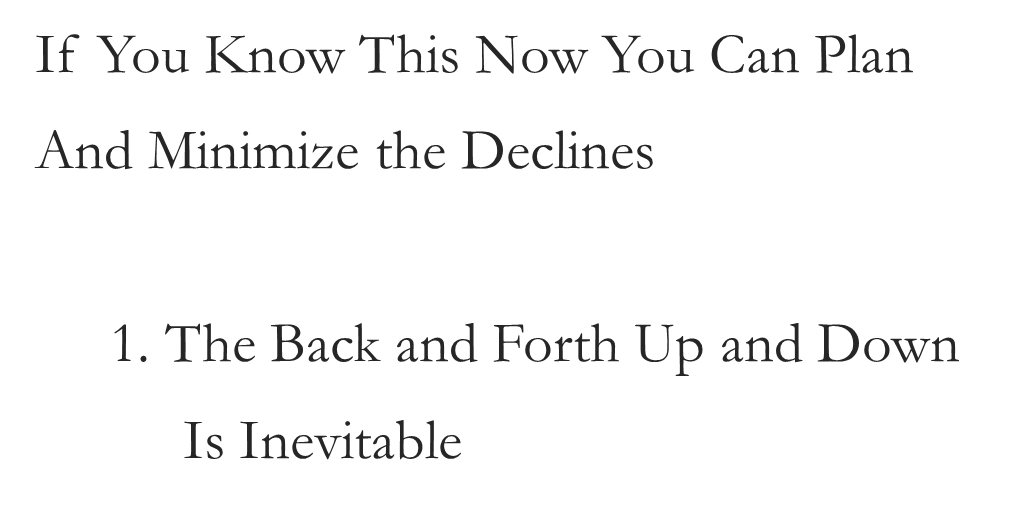 If You Know This Now You Can Plan
And Minimize the Declines
1. The Back and Forth Up and Down
Is Inevitable